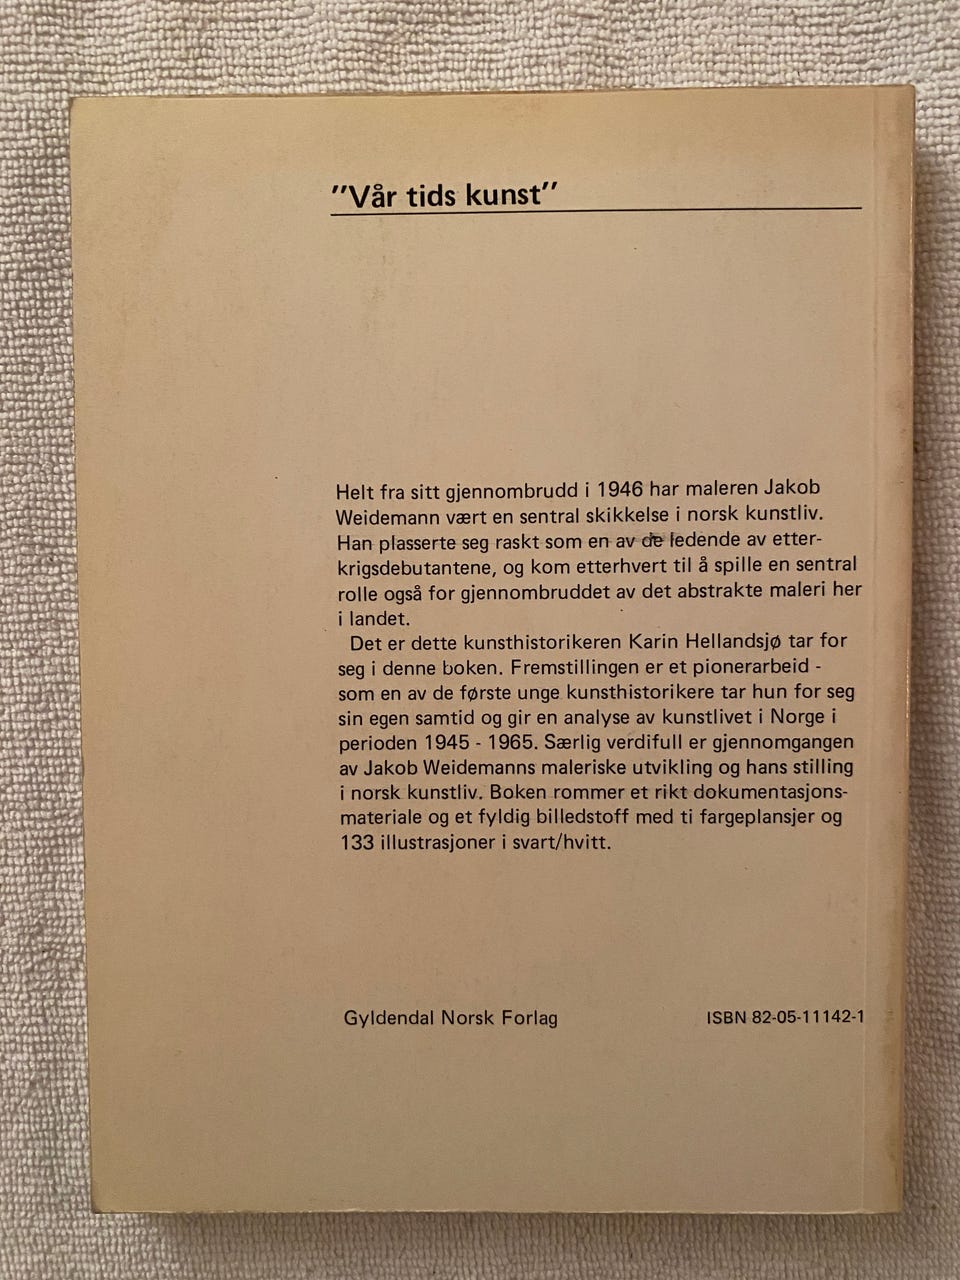 "Vår tids kunst"
Helt fra sitt gjennombrudd i 1946 har maleren Jakob
Weidemann vært en sentral skikkelse i norsk kunstliv.
Han plasserte seg raskt som en av de ledende av etter-
krigsdebutantene, og kom etterhvert til å spille en sentral
rolle også for gjennombruddet av det abstrakte maleri her
i landet.
Det er dette kunsthistorikeren Karin Hellandsjø tar for
seg i denne boken. Fremstillingen er et pionerarbeid -
som en av de første unge kunsthistorikere tar hun for seg
sin egen samtid og gir en analyse av kunstlivet i Norge i
perioden 1945 - 1965. Særlig verdifull er gjennomgangen
av Jakob Weidemanns maleriske utvikling og hans stilling
i norsk kunstliv. Boken rommer et rikt dokumentasjons-
materiale og et fyldig billedstoff med ti fargeplansjer og
133 illustrasjoner i svart/hvitt.
Gyldendal Norsk Forlag
ISBN 82-05-11142-1